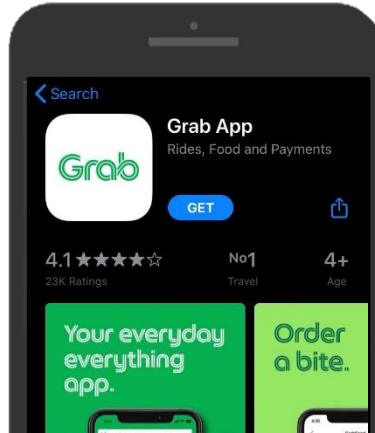 Search
Grab
Grab App
Rides, Food and Payments
GET
4.1
23K Ratings
No1
Travel
4+
Age
Your everyday
everything
app.
Order
a bite.